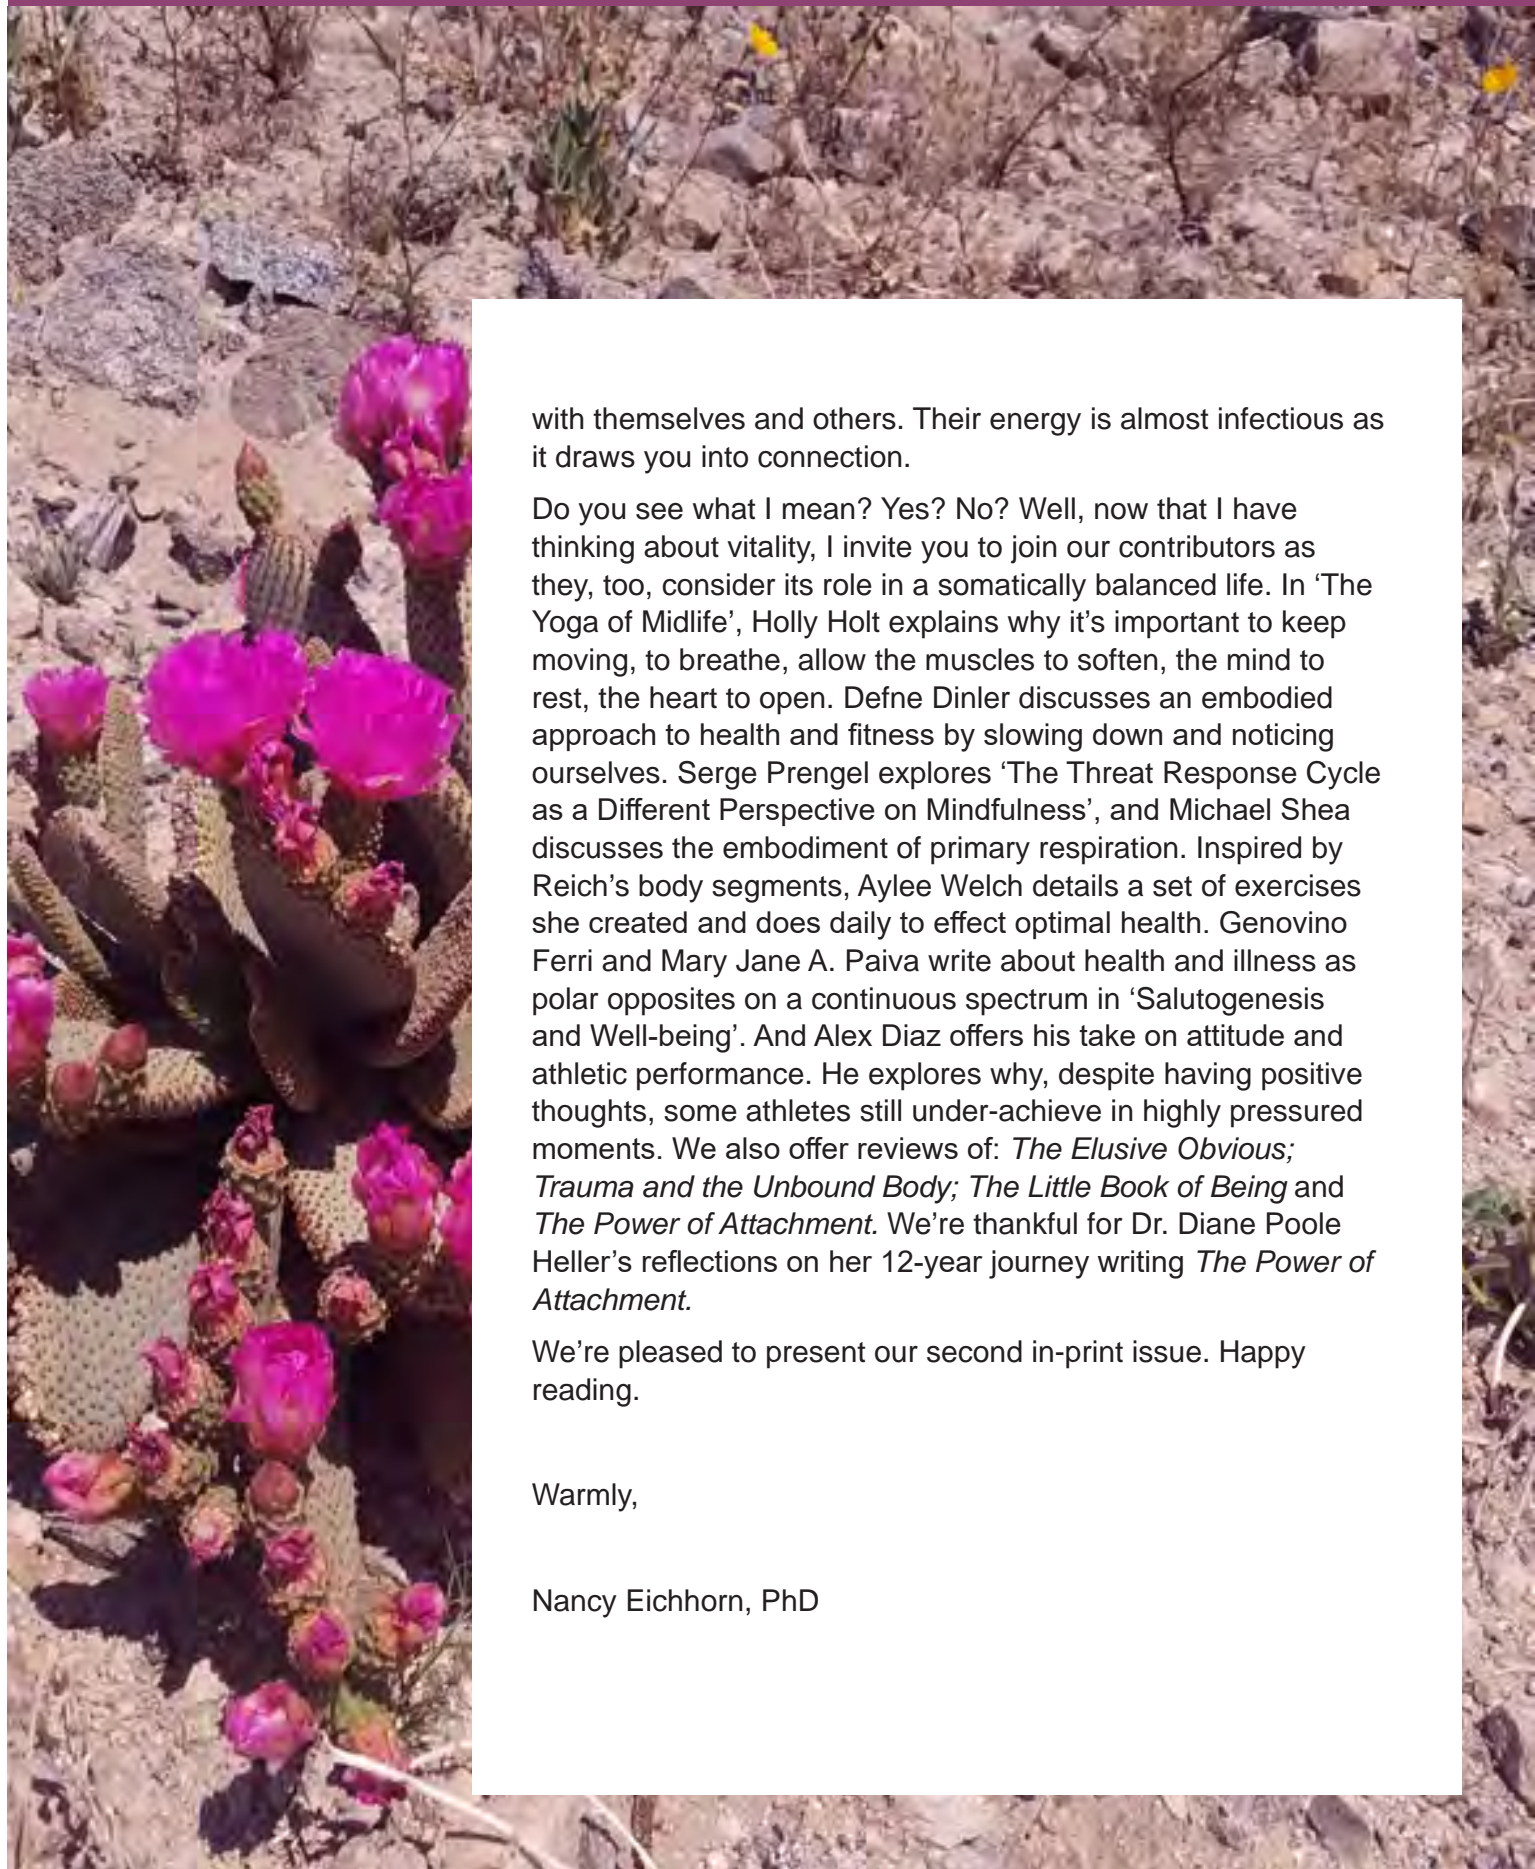 with themselves and others. Their energy is almost infectious as
it draws you into connection.
Do you see what I mean? Yes? No? Well, now that I have
thinking about vitality, I invite you to join our contributors as
they, too, consider its role in a somatically balanced life. In ‘The
Yoga of Midlife’, Holly Holt explains why it’s important to keep
moving, to breathe, allow the muscles to soften, the mind to
rest, the heart to open. Defne Dinler discusses an embodied
approach to health and fitness by slowing down and noticing
ourselves. Serge Prengel explores ‘The Threat Response Cycle
as a Different Perspective on Mindfulness’, and Michael Shea
discusses the embodiment of primary respiration. Inspired by
Reich’s body segments, Aylee Welch details a set of exercises
she created and does daily to effect optimal health. Genovino
Ferri and Mary Jane A. Paiva write about health and illness as
polar opposites on a continuous spectrum in ‘Salutogenesis
and Well-being’. And Alex Diaz offers his take on attitude and
athletic performance. He explores why, despite having positive
thoughts, some athletes still under-achieve in highly pressured
moments. We also offer reviews of: The Elusive Obvious;
Trauma and the Unbound Body; The Little Book of Being and
The Power of Attachment. We’re thankful for Dr. Diane Poole
Heller’s reflections on her 12-year journey writing The Power of
Attachment.
We’re pleased to present our second in-print issue. Happy
reading.
Warmly,
Nancy Eichhorn, PhD